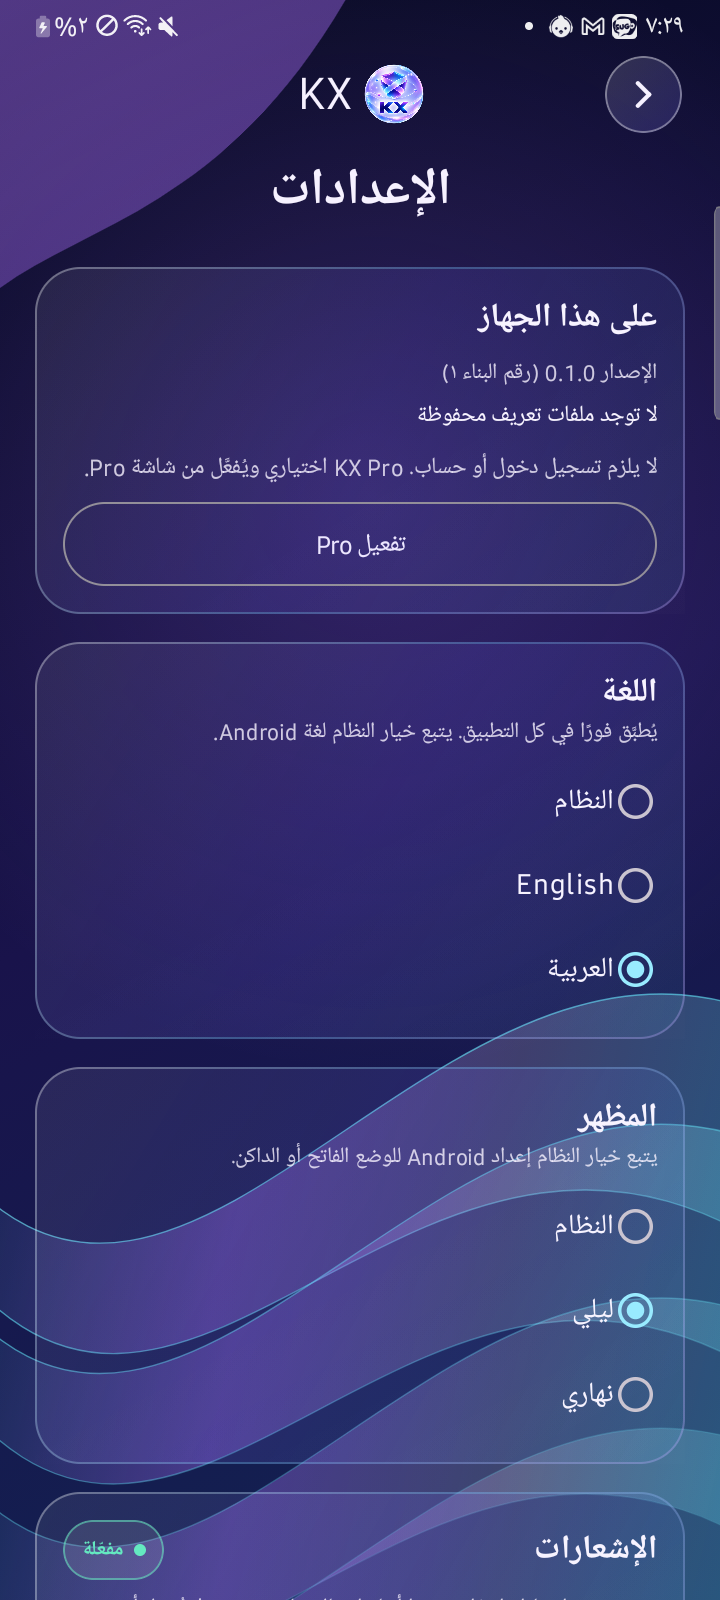 ٧:٢٩
%٢
KX
KX
الإعدادات
على هذا الجهاز
الإصدار 0.1.0 (رقم البناء ١)
لا توجد ملفات تعريف محفوظة
لا يلزم تسجيل دخول أو حساب. KX Pro اختياري ويُفعَّل من شاشة Pro.
تفعيل Pro
اللغة
يُطبَّق فورًا في كل التطبيق. يتبع خيار النظام لغة Android.
النظام
English
العربية
المظهر
يتبع خيار النظام إعداد Android للوضع الفاتح أو الداكن.
النظام
ليلي
نهاري
الإشعارات
مفعّلة